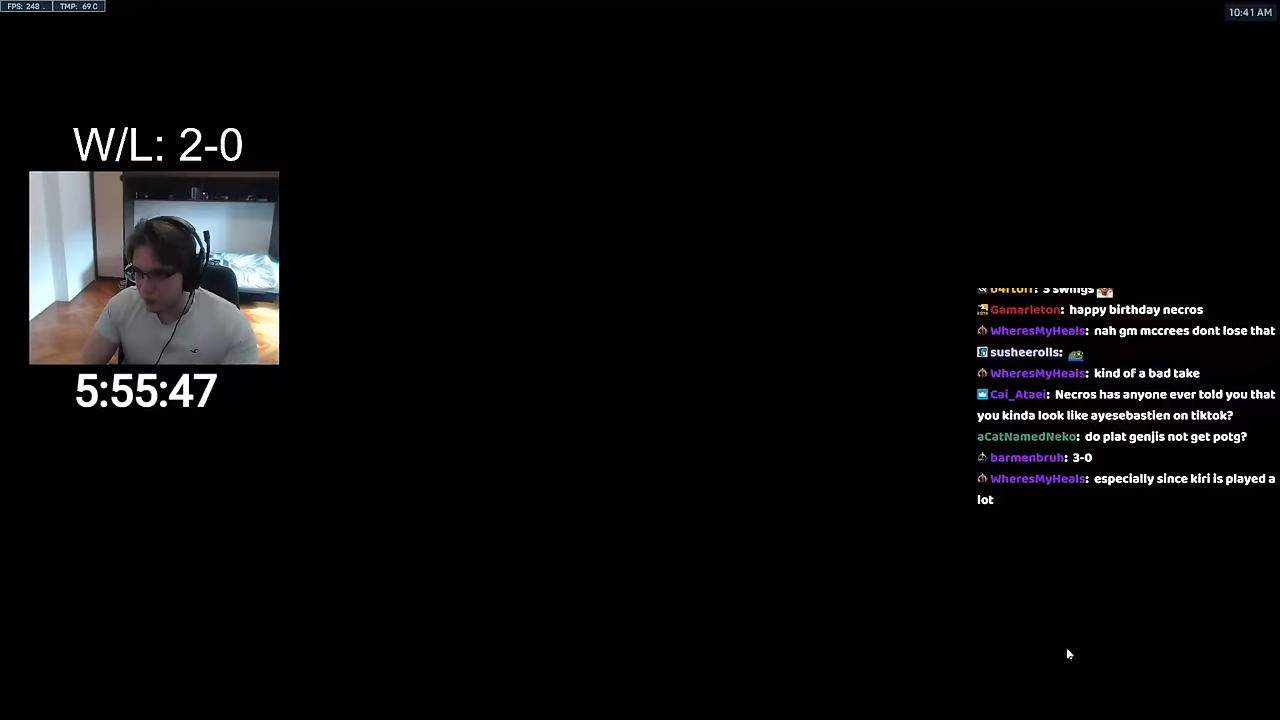 FPS: 248 .
TMP: 69 C
10:41 AM
W/L: 2-0
5:55:47
3 swings
Gamarleton: happy birthday necros
WheresMyHeals: nah gm mccrees dont lose that
susheerolls:
WheresMyHeals: kind of a bad take
Cai_Ataei: Necros has anyone ever told you that
you kinda look like ayesebastien on tiktok?
aCatNamedNeko: do plat genjis not get potg?
barmenbruh: 3-0
WheresMyHeals: especially since kiri is played a
lot